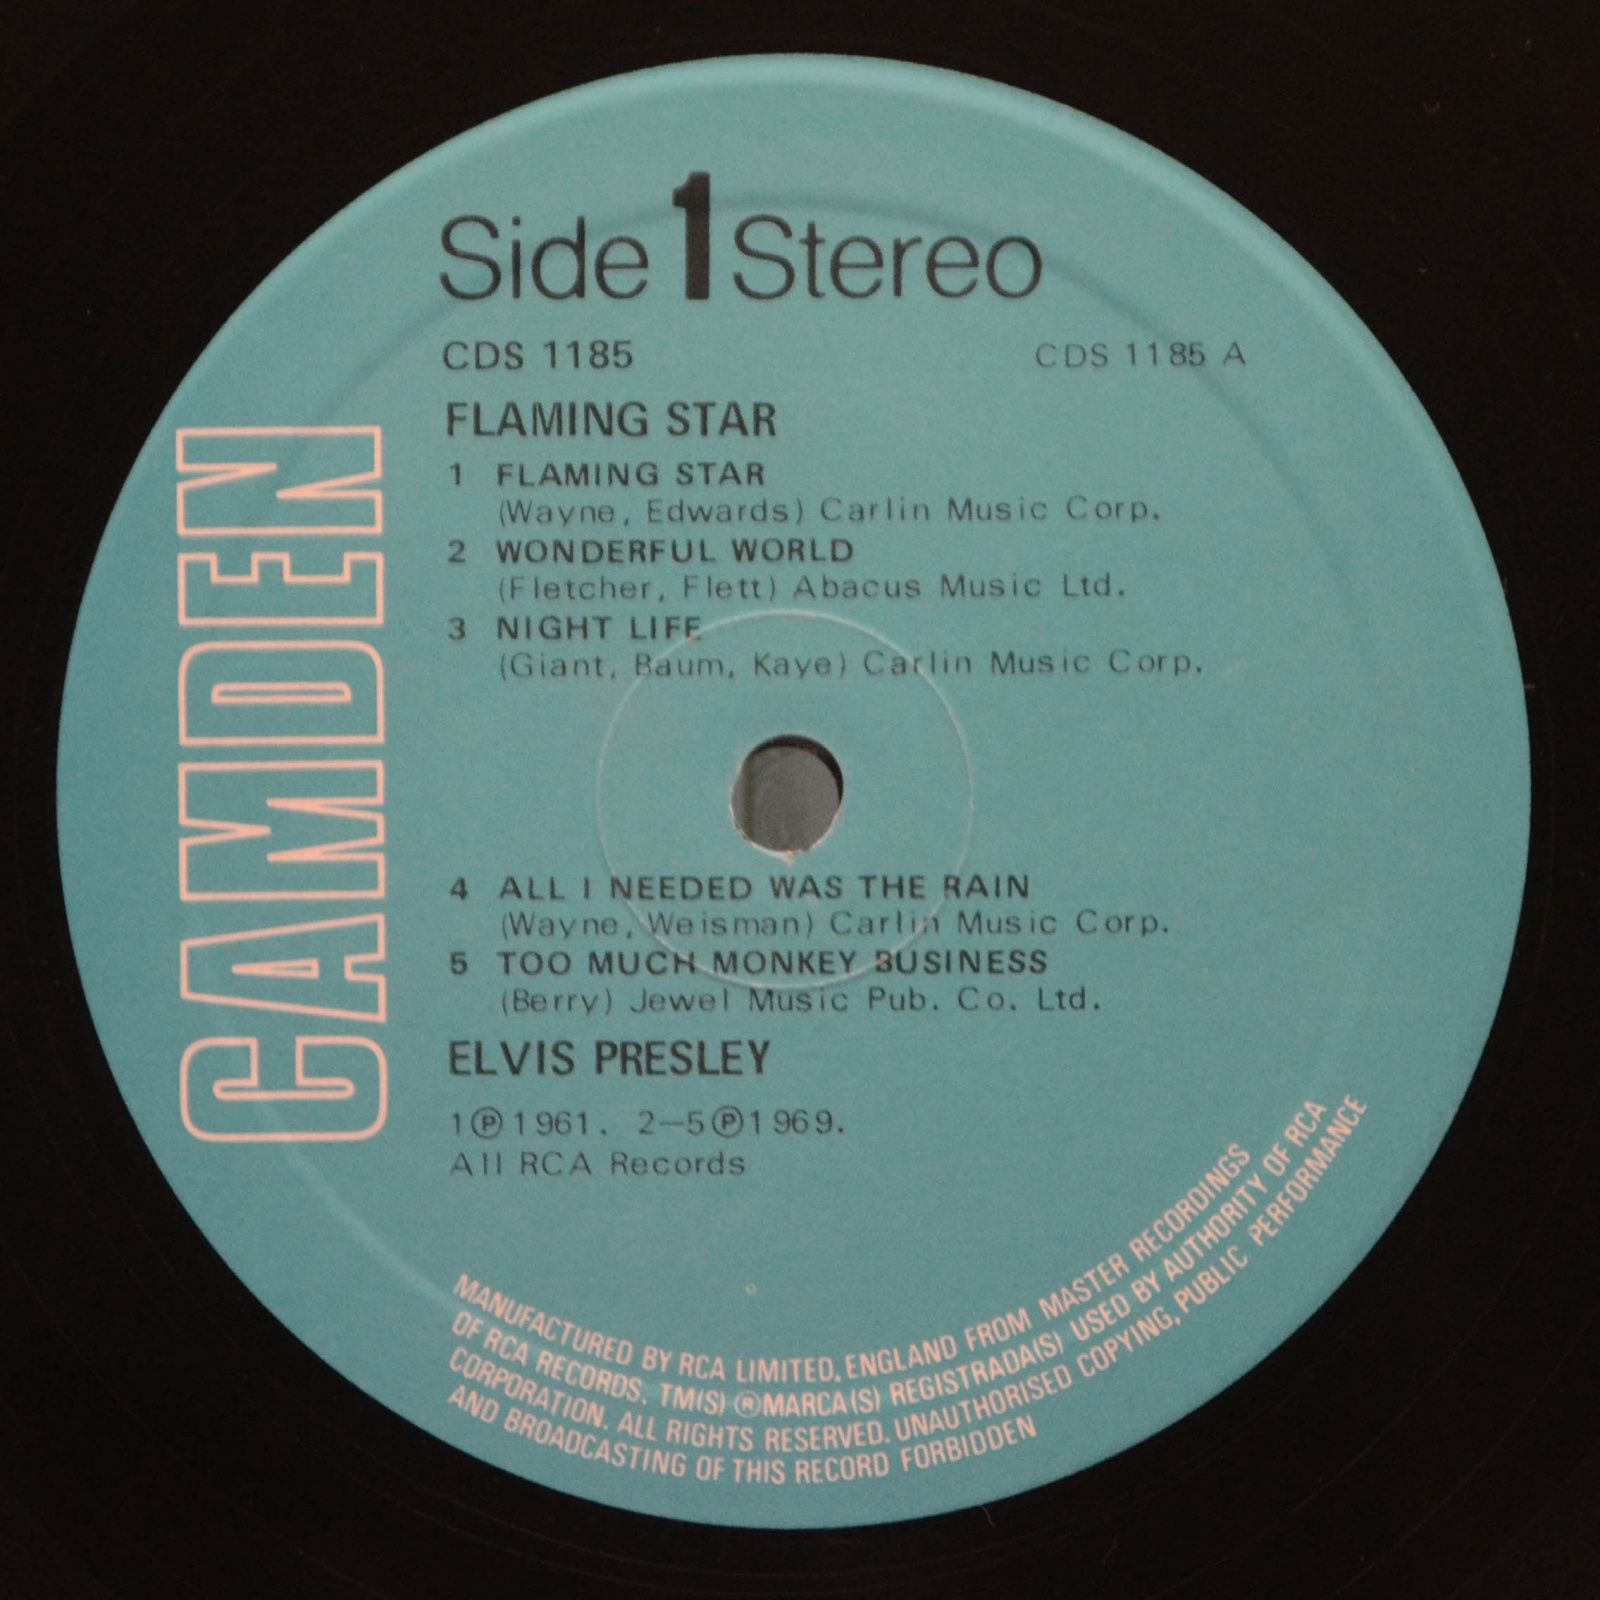 Side 1 Stereo
CDS 1185 CDS 1185 A
FLAMING STAR
1 FLAMING STAR
(Wayne, Edwards) Carlin Music Corp.
2 WONDERFUL WORLD
(Fletcher, Flett) Abacus Music Ltd.
3 NIGHT LIFE
(Giant, Baum, Kaye) Carlin Music Corp.
4 ALL I NEEDED WAS THE RAIN
(Wayne, Weisman) Carlin Music Corp.
5 TOO MUCH MONKEY BUSINESS
(Berry) Jewel Music Pub. Co. Ltd.
ELVIS PRESLEY
1℗1961. 2–5℗1969.
All RCA Records
CAMDEN
MANUFACTURED BY RCA LIMITED, ENGLAND FROM MASTER RECORDINGS
OF RCA RECORDS. TM(S) ®MARCA(S) REGISTRADA(S) USED BY AUTHORITY OF RCA
CORPORATION. ALL RIGHTS RESERVED. UNAUTHORISED COPYING, PUBLIC PERFORMANCE
AND BROADCASTING OF THIS RECORD FORBIDDEN